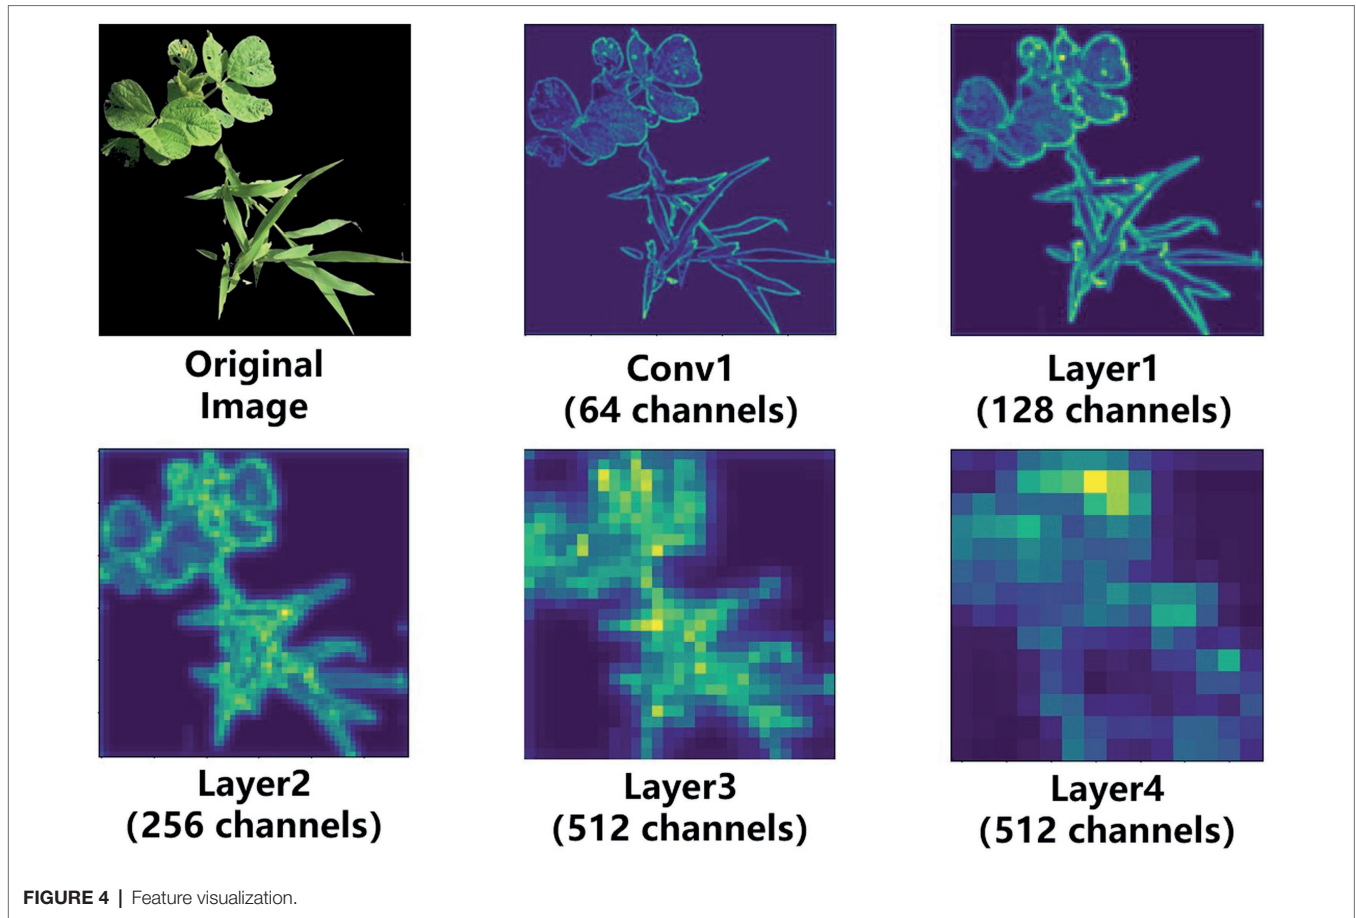 Original
Image
Conv1
(64 channels)
Layer1
(128 channels)
Layer2
(256 channels)
Layer3
(512 channels)
Layer4
(512 channels)
FIGURE 4 | Feature visualization.